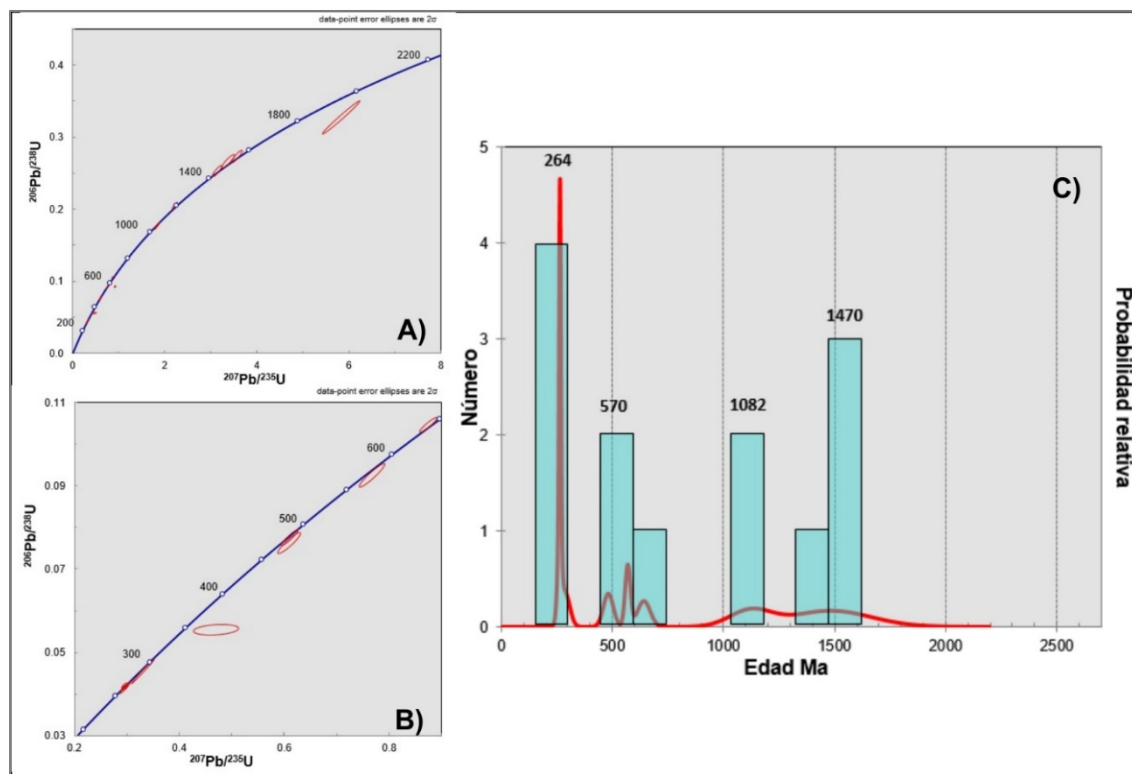 data-point error ellipses are 2σ
2200
0.4
1800
0.3
1400
206Pb/238U
0.2
1000
0.1
600
200
A)
0.0
0 2 4 6 8
207Pb/235U
data-point error ellipses are 2σ
0.11
600
0.09
500
206Pb/238U
0.07
400
0.05
300
B)
0.03
0.2 0.4 0.6 0.8
207Pb/235U
5
264
C)
4
1470
3
570
1082
2
1
0
Número
Probabilidad relativa
0 500 1000 1500 2000 2500
Edad Ma